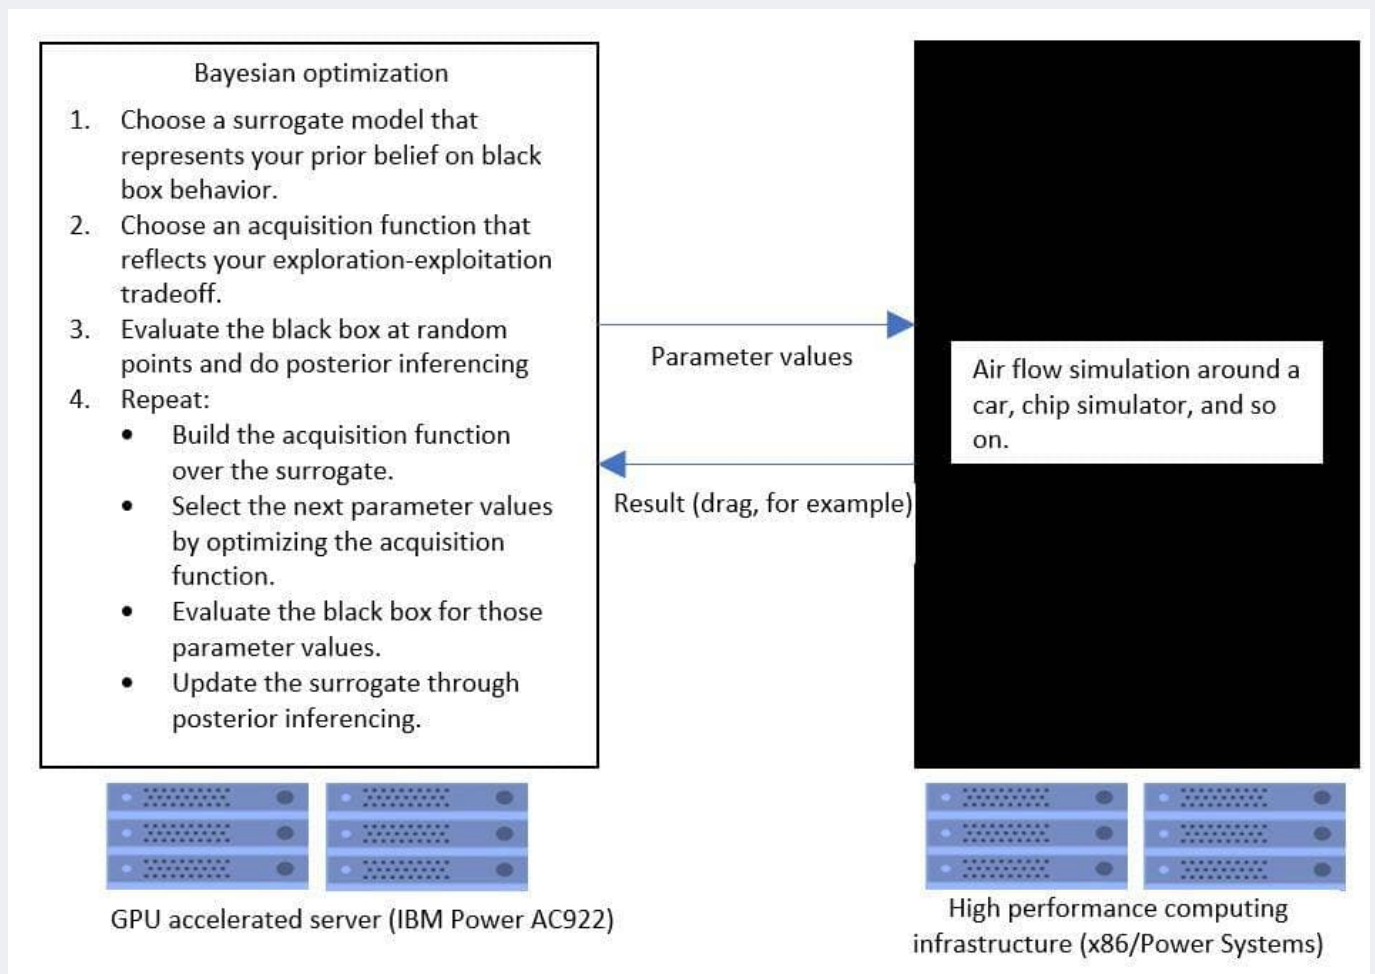 Bayesian optimization
1. Choose a surrogate model that
represents your prior belief on black
box behavior.
2. Choose an acquisition function that
reflects your exploration-exploitation
tradeoff.
3. Evaluate the black box at random
points and do posterior inferencing
4. Repeat:
• Build the acquisition function
over the surrogate.
• Select the next parameter values
by optimizing the acquisition
function.
• Evaluate the black box for those
parameter values.
• Update the surrogate through
posterior inferencing.
Parameter values
Result (drag, for example)
Air flow simulation around a
car, chip simulator, and so
on.
GPU accelerated server (IBM Power AC922)
High performance computing
infrastructure (x86/Power Systems)